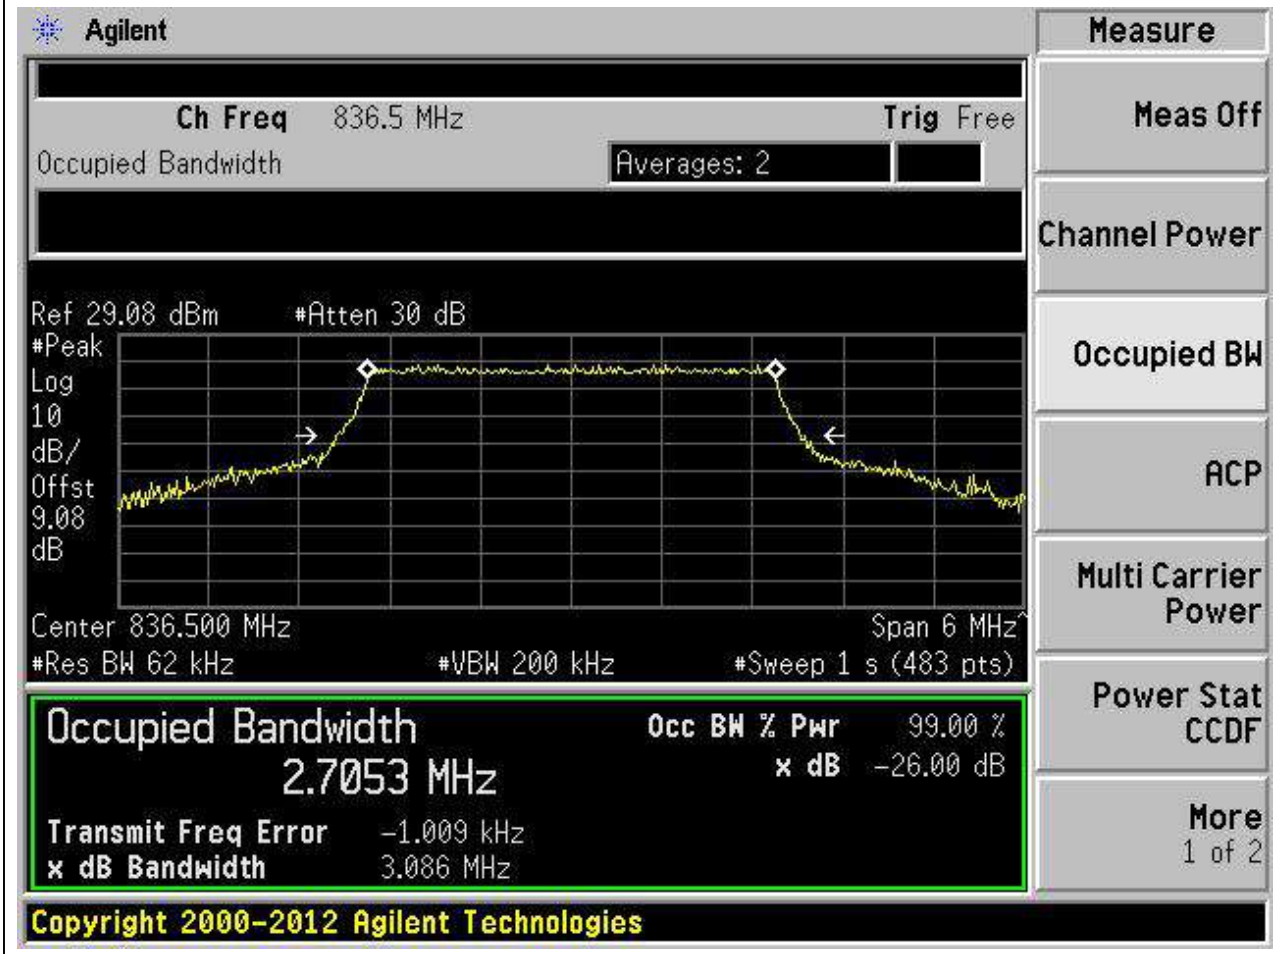 Agilent
Measure
Ch Freq 836.5 MHz Trig Free
Occupied Bandwidth Averages: 2
Meas Off
Channel Power
Occupied BW
ACP
Multi Carrier
Power
Power Stat
CCDF
More
1 of 2
Ref 29.08 dBm #Atten 30 dB
#Peak
Log
10
dB/
Offst
9.08
dB
Center 836.500 MHz Span 6 MHz
#Res BW 62 kHz #VBW 200 kHz #Sweep 1 s (483 pts)
Occupied Bandwidth Occ BW % Pwr 99.00 %
2.7053 MHz x dB -26.00 dB
Transmit Freq Error -1.009 kHz
x dB Bandwidth 3.086 MHz
Copyright 2000-2012 Agilent Technologies